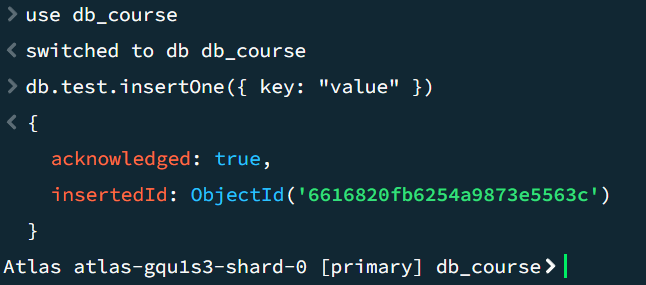 > use db_course
< switched to db db_course
> db.test.insertOne({ key: "value" })
< {
acknowledged: true,
insertedId: ObjectId('6616820fb6254a9873e5563c')
}
Atlas atlas-gqu1s3-shard-0 [primary] db_course>